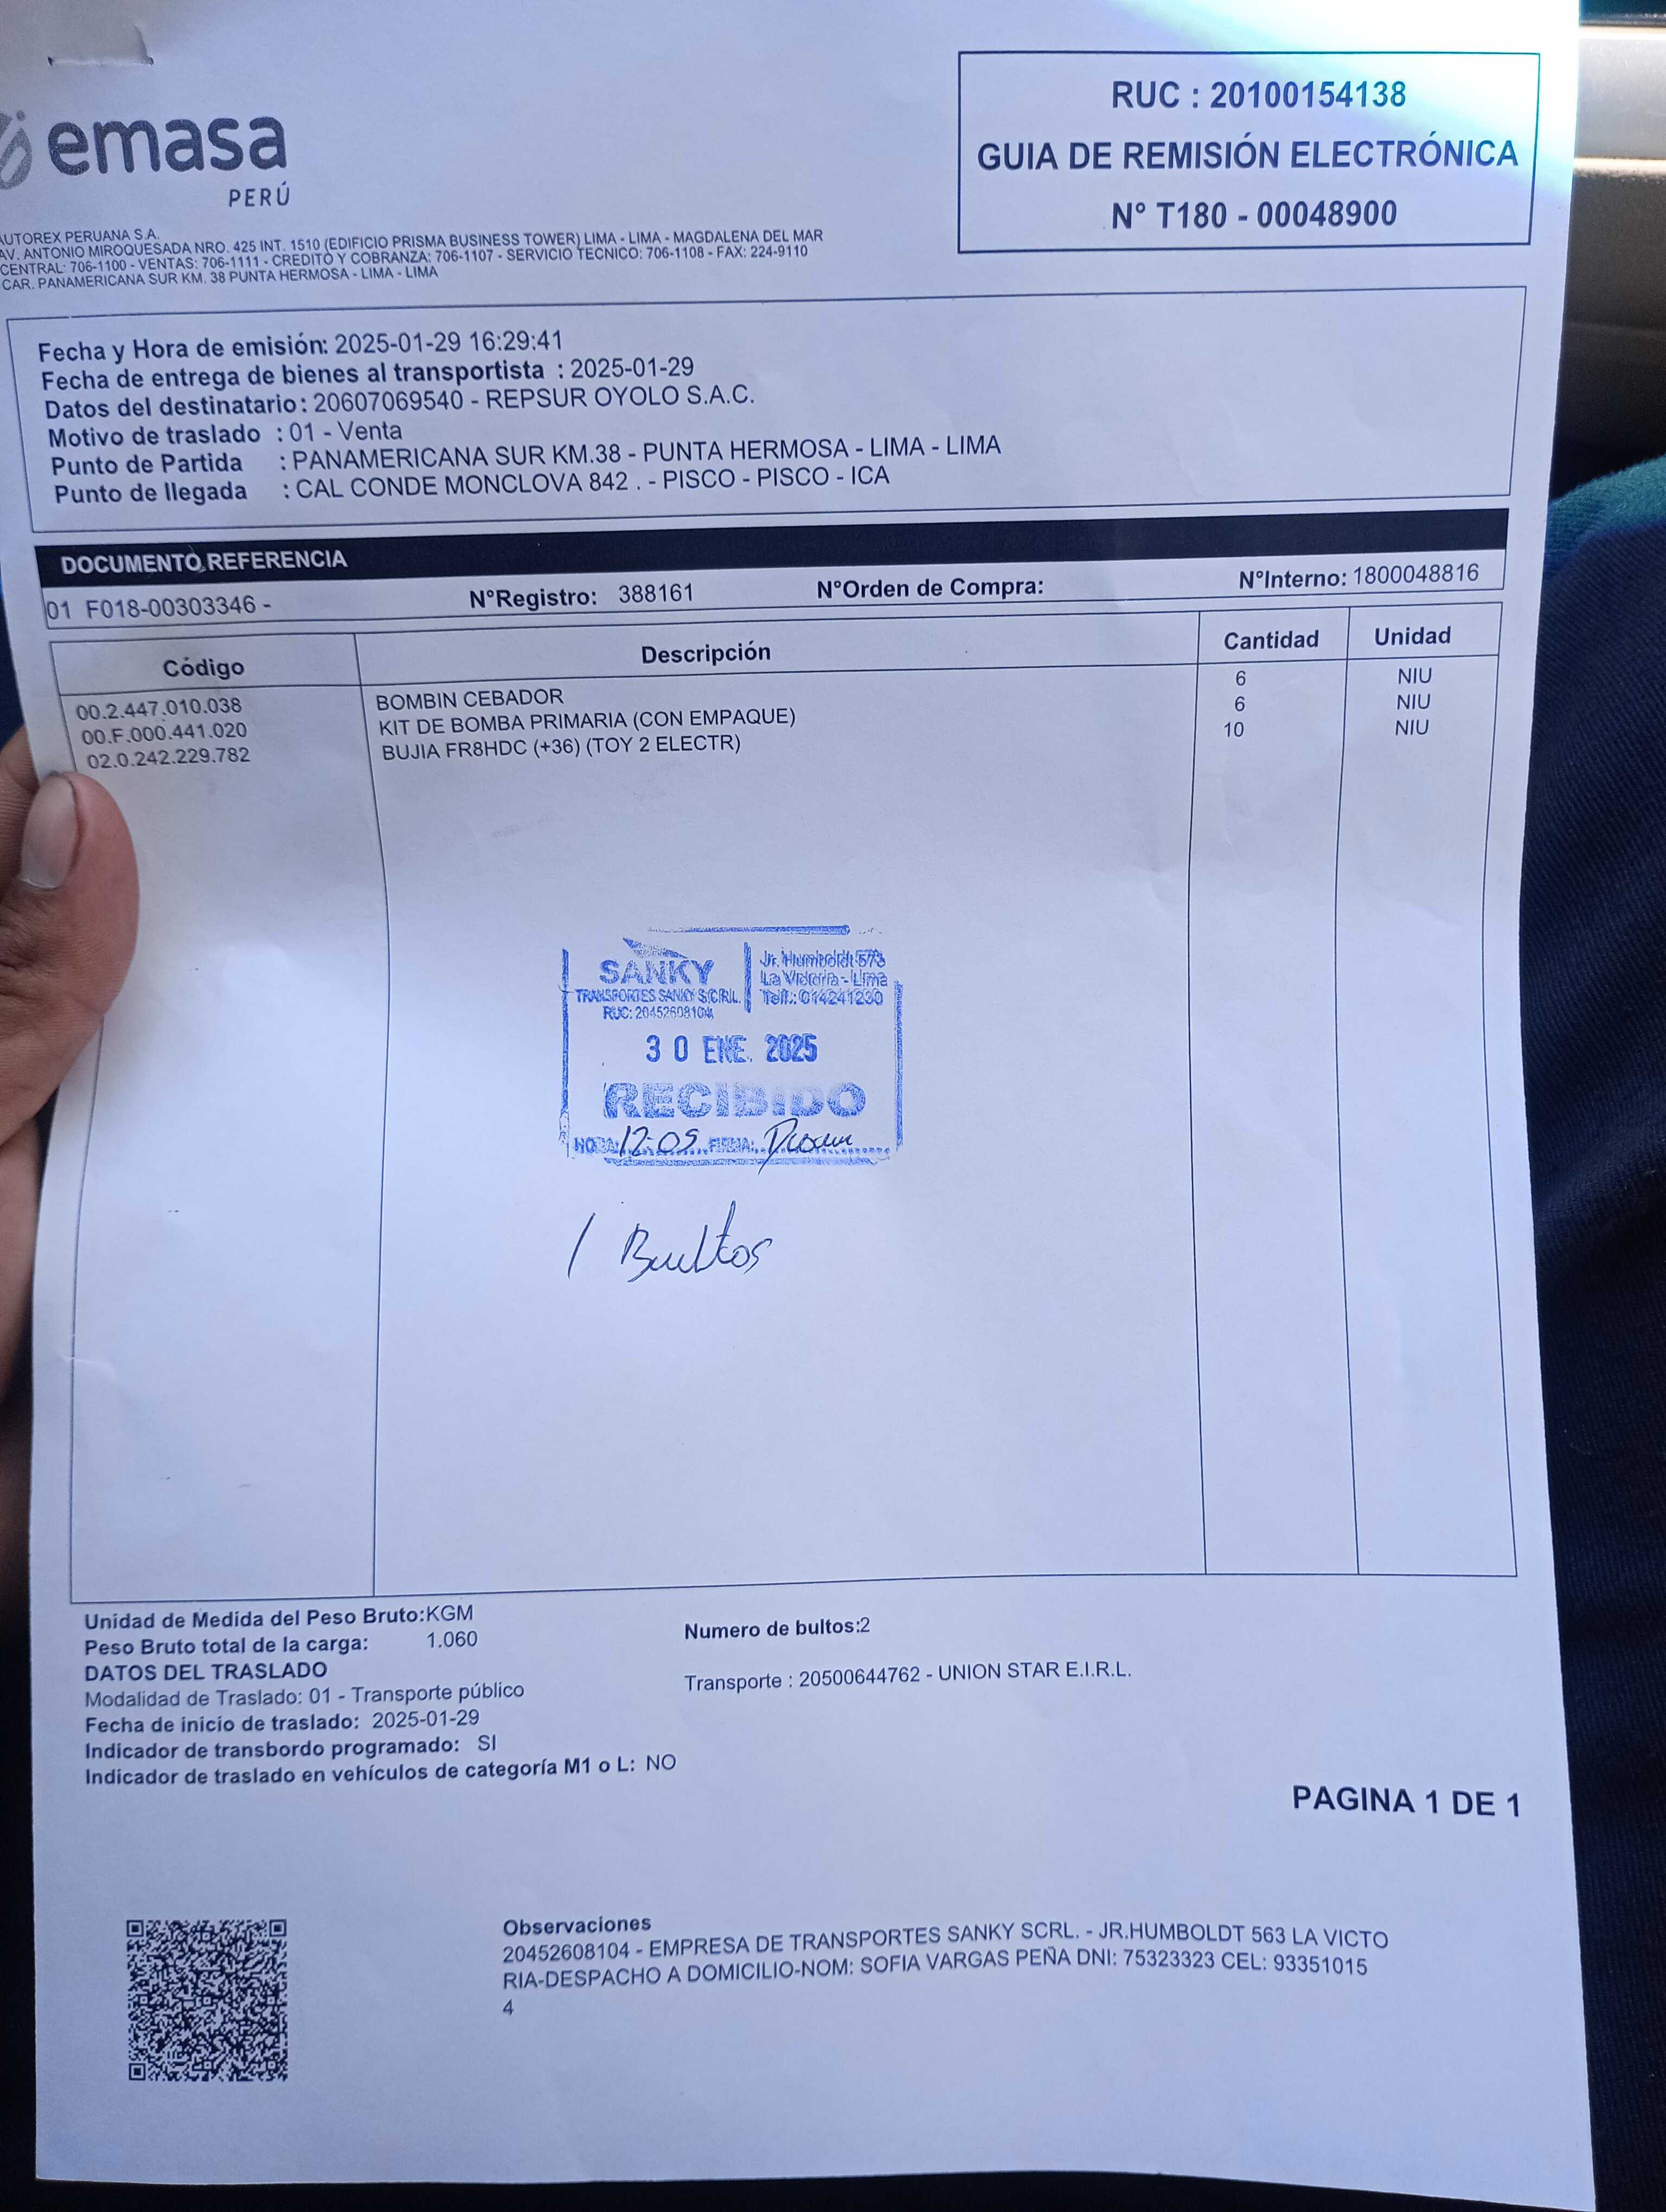 emasa
PERÚ
RUC : 20100154138
GUIA DE REMISIÓN ELECTRÓNICA
N° T180 - 00048900
AUTOREX PERUANA S.A.
AV. ANTONIO MIROQUESADA NRO. 425 INT. 1510 (EDIFICIO PRISMA BUSINESS TOWER) LIMA - LIMA - MAGDALENA DEL MAR
CENTRAL: 706-1100 - VENTAS: 706-1111 - CREDITO Y COBRANZA: 706-1107 - SERVICIO TECNICO: 706-1108 - FAX: 224-9110
CAR. PANAMERICANA SUR KM. 38 PUNTA HERMOSA - LIMA - LIMA
Fecha y Hora de emisión: 2025-01-29 16:29:41
Fecha de entrega de bienes al transportista : 2025-01-29
Datos del destinatario: 20607069540 - REPSUR OYOLO S.A.C.
Motivo de traslado : 01 - Venta
Punto de Partida : PANAMERICANA SUR KM.38 - PUNTA HERMOSA - LIMA - LIMA
Punto de llegada : CAL CONDE MONCLOVA 842 . - PISCO - PISCO - ICA
DOCUMENTO REFERENCIA
01 F018-00303346 - N°Registro: 388161 N°Orden de Compra: N°Interno: 1800048816
Código Descripción Cantidad Unidad
00.2.447.010.038 BOMBIN CEBADOR 6 NIU
00.F.000.441.020 KIT DE BOMBA PRIMARIA (CON EMPAQUE) 6 NIU
02.0.242.229.782 BUJIA FR8HDC (+36) (TOY 2 ELECTR) 10 NIU
SANKY
TRANSPORTES SANKY S.C.R.L.
RUC: 20452608104
Jr. Humboldt 573
La Victoria - Lima
Telf.: 014241230
30 ENE. 2025
RECIBIDO
HORA: 12:05 FIRMA:
1 Bultos
Unidad de Medida del Peso Bruto:KGM
Peso Bruto total de la carga: 1.060
Numero de bultos:2
DATOS DEL TRASLADO
Modalidad de Traslado: 01 - Transporte público
Transporte : 20500644762 - UNION STAR E.I.R.L.
Fecha de inicio de traslado: 2025-01-29
Indicador de transbordo programado: SI
Indicador de traslado en vehículos de categoría M1 o L: NO
PAGINA 1 DE 1
Observaciones
20452608104 - EMPRESA DE TRANSPORTES SANKY SCRL. - JR.HUMBOLDT 563 LA VICTO
RIA-DESPACHO A DOMICILIO-NOM: SOFIA VARGAS PEÑA DNI: 75323323 CEL: 93351015
4